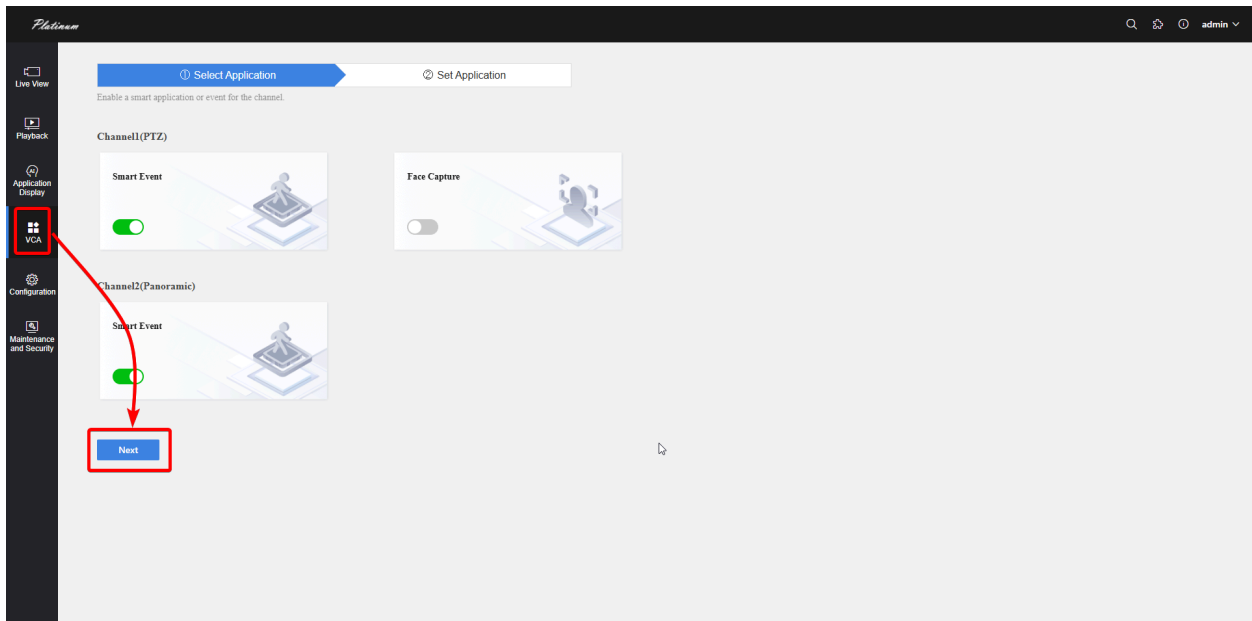 Platinum
admin
Live View
Playback
AI
Application
Display
VCA
Configuration
Maintenance
and Security
① Select Application
② Set Application
Enable a smart application or event for the channel.
Channel1(PTZ)
Smart Event
Face Capture
Channel2(Panoramic)
Smart Event
Next